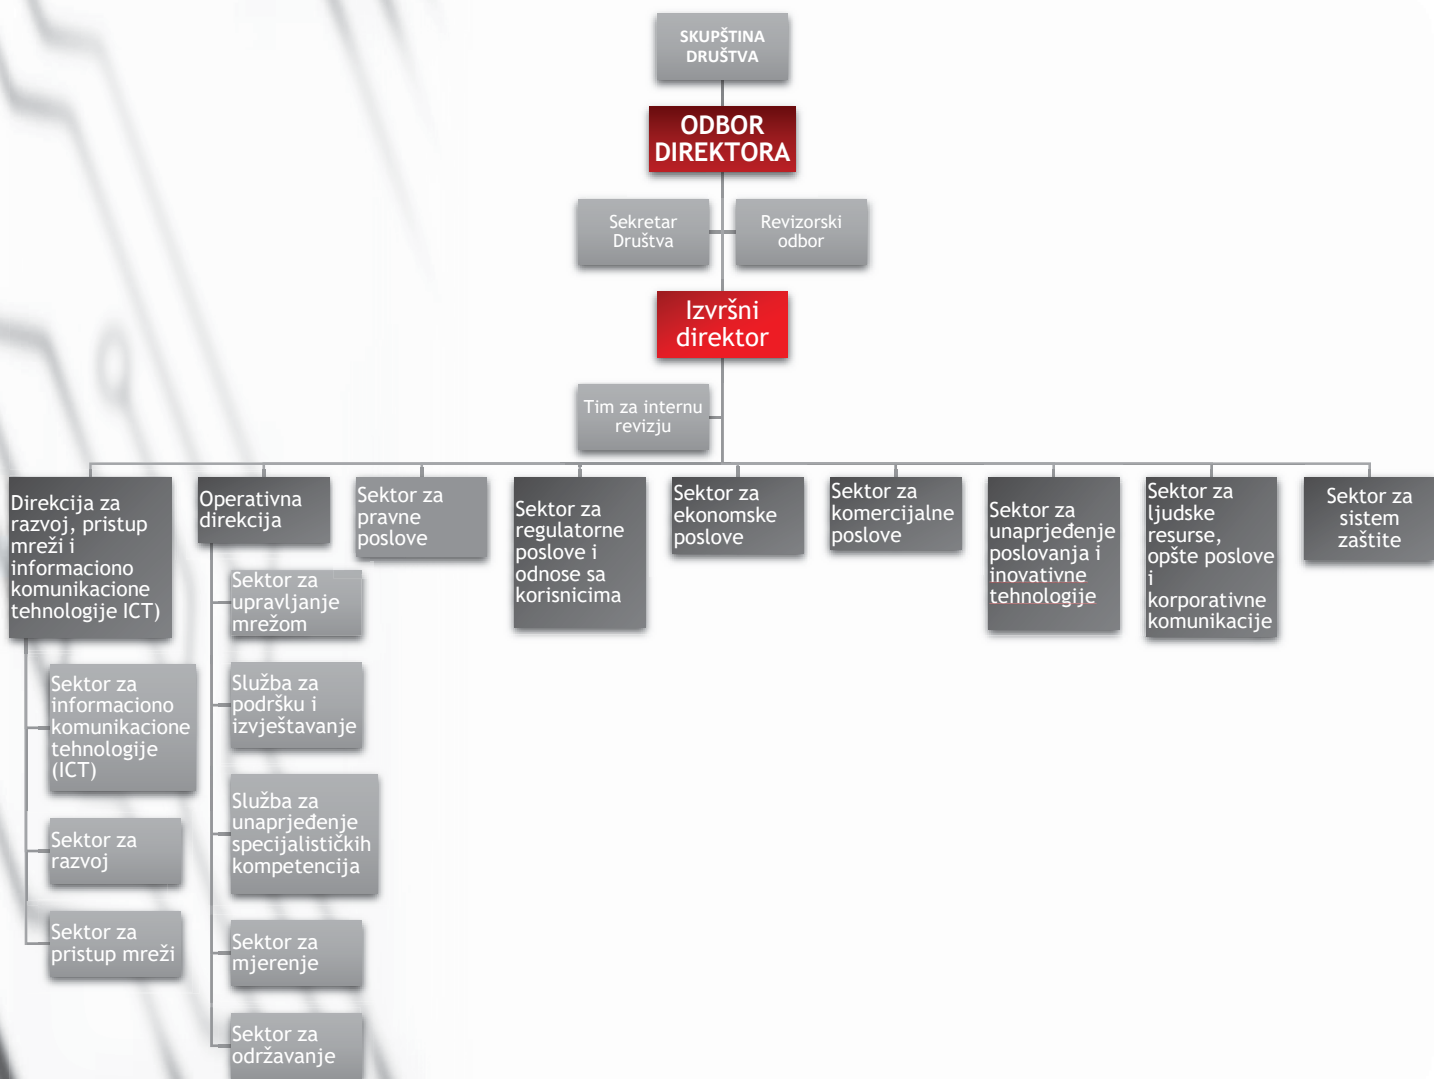 SKUPŠTINA
DRUŠTVA
ODBOR
DIREKTORA
Sekretar
Društva
Revizorski
odbor
Izvršni
direktor
Tim za internu
revizju
Direkcija za
razvoj, pristup
mreži i
informaciono
komunikacione
tehnologije ICT)
Sektor za
informaciono
komunikacione
tehnologije
(ICT)
Sektor za
razvoj
Sektor za
pristup mreži
Operativna
direkcija
Sektor za
upravljanje
mrežom
Služba za
podršku i
izvještavanje
Služba za
unaprjeđenje
specijalističkih
kompetencija
Sektor za
mjerenje
Sektor za
održavanje
Sektor za
pravne
poslove
Sektor za
regulatorne
poslove i
odnose sa
korisnicima
Sektor za
ekonomske
poslove
Sektor za
komercijalne
poslove
Sektor za
unaprjeđenje
poslovanja i
inovativne
tehnologije
Sektor za
ljudske
resurse,
opšte poslove
i
korporativne
komunikacije
Sektor za
sistem
zaštite